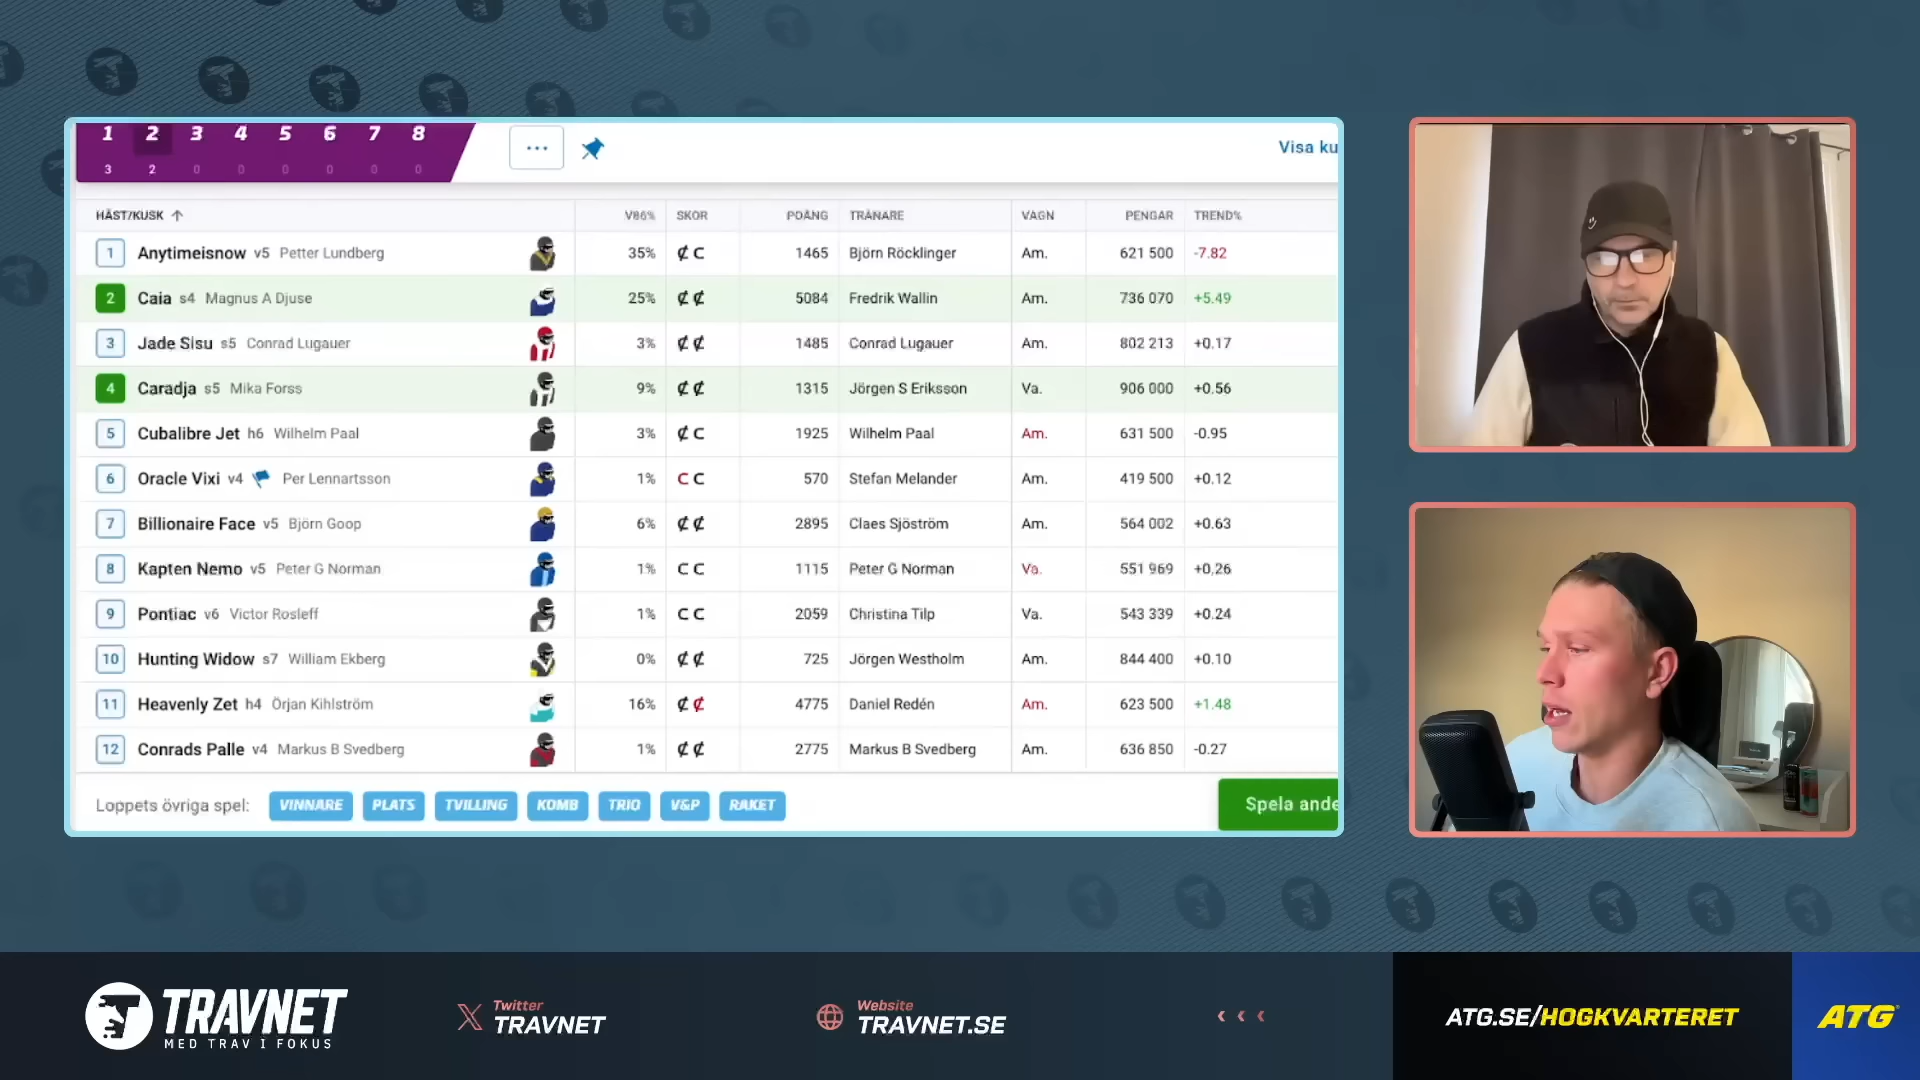 1 2 3 4 5 6 7 8
3 2 0 0 0 0 0 0
...
Visa ku
HÄST/KUSK V86% SKOR POÄNG TRÄNARE VAGN PENGAR TREND%
1 Anytimeisnow v5 Petter Lundberg 35% ₵ C 1465 Björn Röcklinger Am. 621 500 -7.82
2 Caia s4 Magnus A Djuse 25% ₵ ₵ 5084 Fredrik Wallin Am. 736 070 +5.49
3 Jade Sisu s5 Conrad Lugauer 3% ₵ ₵ 1485 Conrad Lugauer Am. 802 213 +0.17
4 Caradja s5 Mika Forss 9% ₵ ₵ 1315 Jörgen S Eriksson Va. 906 000 +0.56
5 Cubalibre Jet h6 Wilhelm Paal 3% ₵ C 1925 Wilhelm Paal Am. 631 500 -0.95
6 Oracle Vixi v4 Per Lennartsson 1% C C 570 Stefan Melander Am. 419 500 +0.12
7 Billionaire Face v5 Björn Goop 6% ₵ ₵ 2895 Claes Sjöström Am. 564 002 +0.63
8 Kapten Nemo v5 Peter G Norman 1% C C 1115 Peter G Norman Va. 551 969 +0.26
9 Pontiac v6 Victor Rosleff 1% C C 2059 Christina Tilp Va. 543 339 +0.24
10 Hunting Widow s7 William Ekberg 0% ₵ ₵ 725 Jörgen Westholm Am. 844 400 +0.10
11 Heavenly Zet h4 Örjan Kihlström 16% ₵ ₵ 4775 Daniel Redén Am. 623 500 +1.48
12 Conrads Palle v4 Markus B Svedberg 1% ₵ ₵ 2775 Markus B Svedberg Am. 636 850 -0.27
Loppets övriga spel: VINNARE PLATS TVILLING KOMB TRIO V&P RAKET
Spela ande
TRAVNET
MED TRAV I FOKUS
Twitter
TRAVNET
Website
TRAVNET.SE
ATG.SE/HOGKVARTERET
ATG